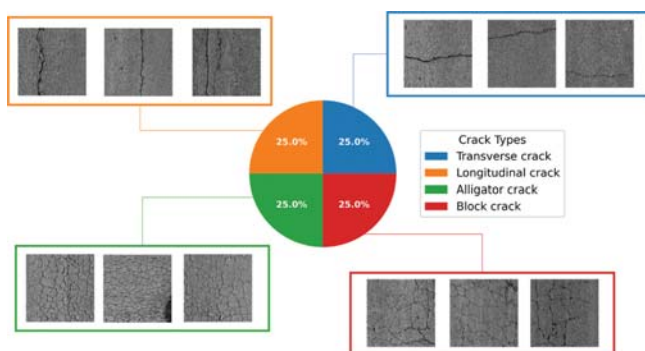 25.0%
25.0%
25.0%
25.0%
Crack Types
Transverse crack
Longitudinal crack
Alligator crack
Block crack